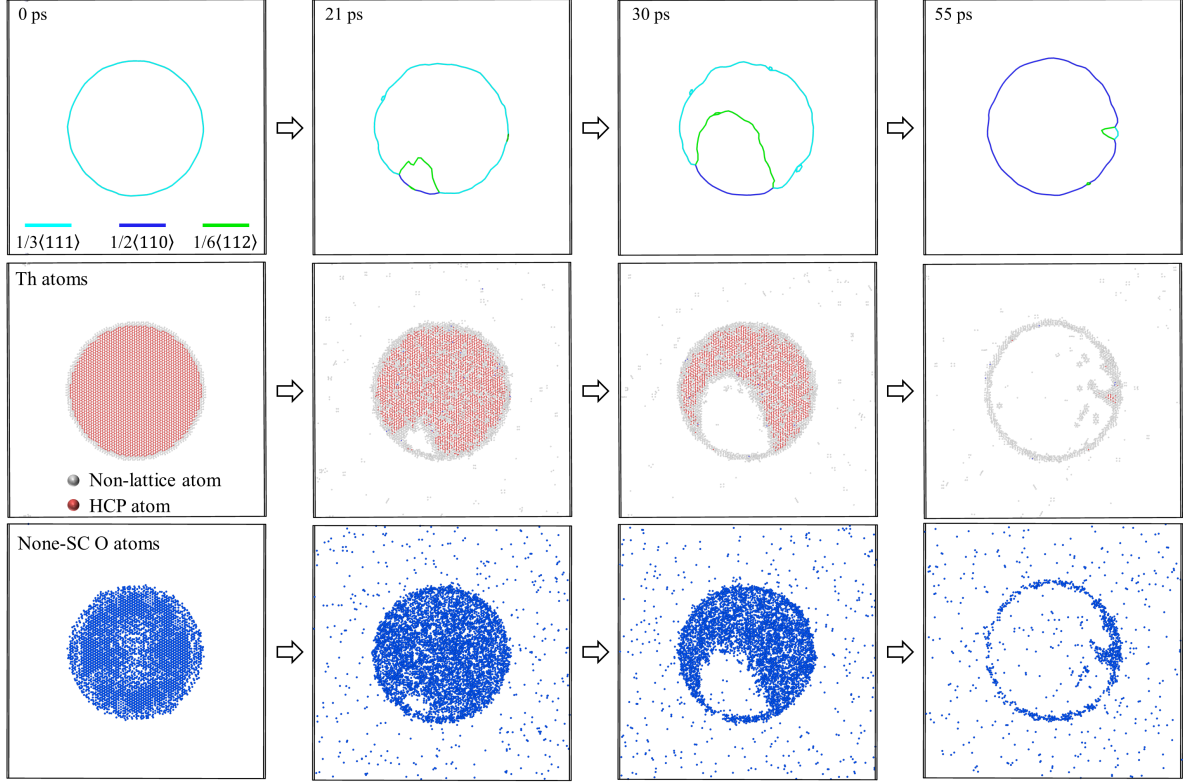 0 ps
21 ps
30 ps
55 ps
1/3⟨111⟩
1/2⟨110⟩
1/6⟨112⟩
Th atoms
Non-lattice atom
HCP atom
None-SC O atoms